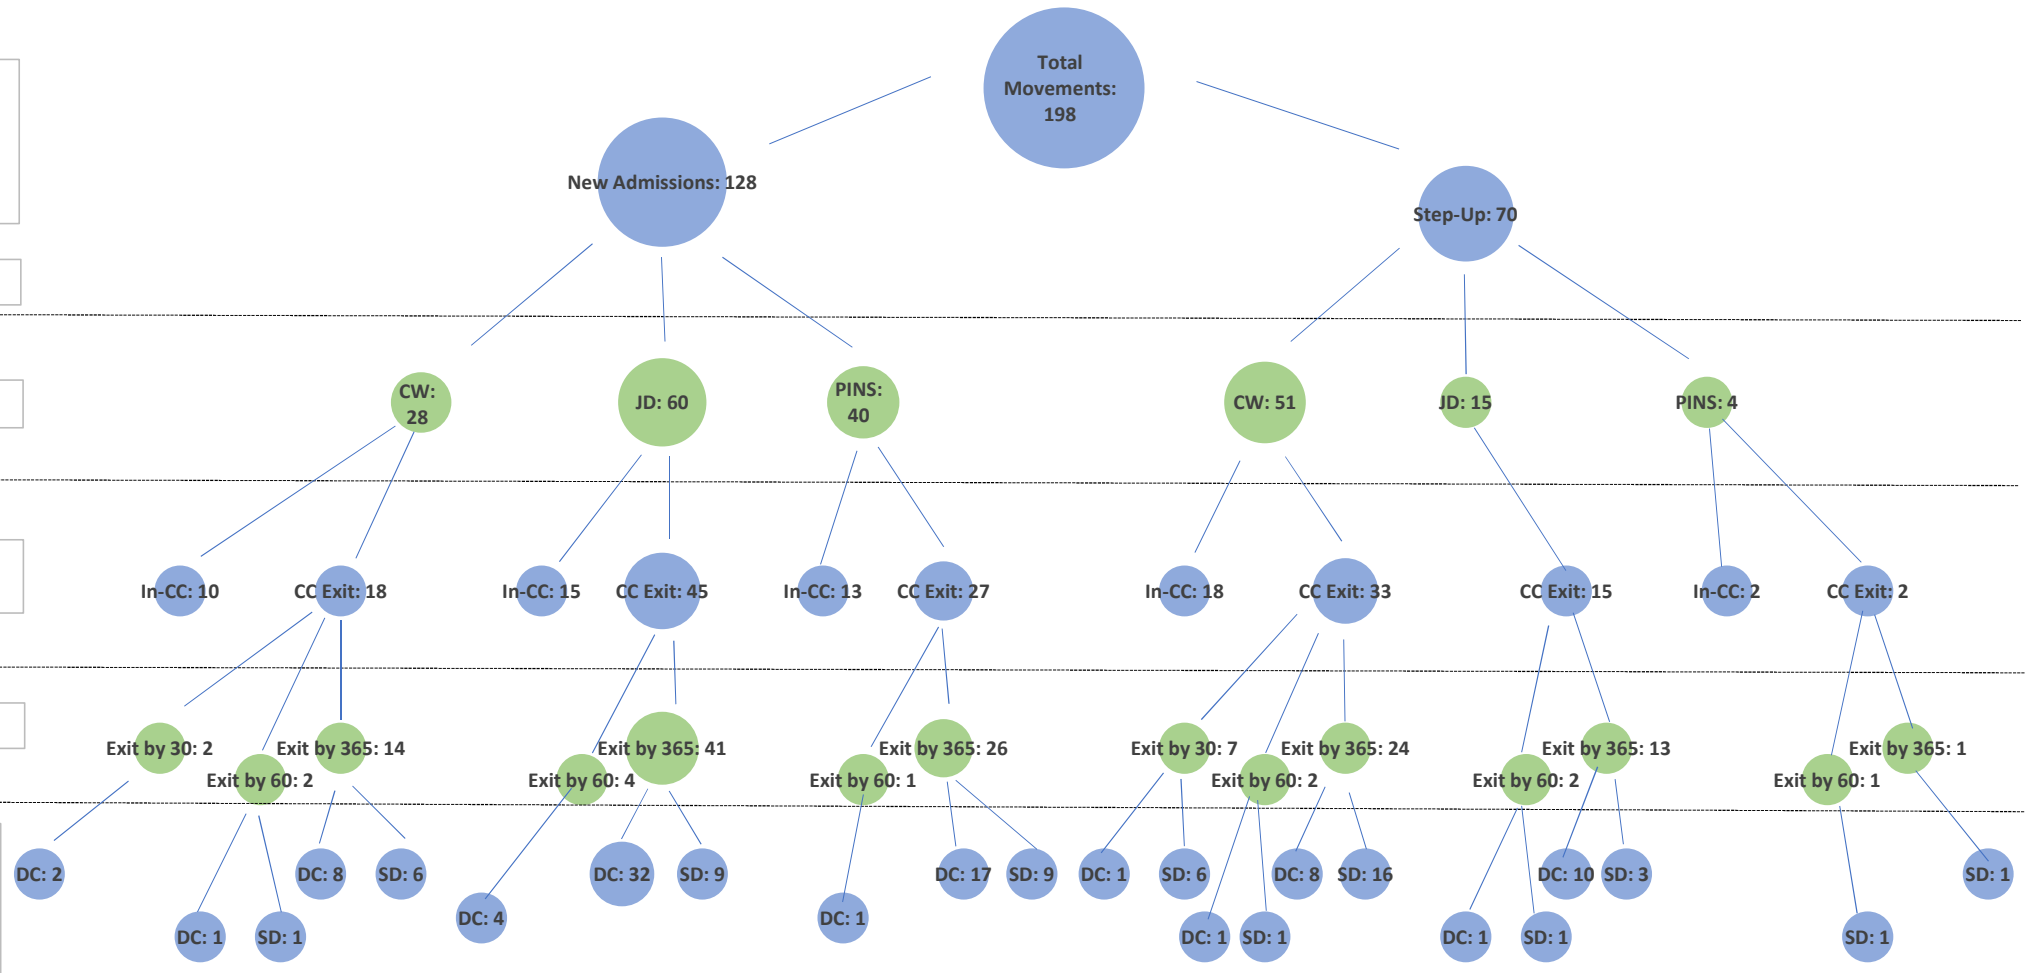 Total
Movements:
198
New Admissions: 128
Step-Up: 70
CW:
28
JD: 60
PINS:
40
CW: 51
JD: 15
PINS: 4
In-CC: 10
CC Exit: 18
In-CC: 15
CC Exit: 45
In-CC: 13
CC Exit: 27
In-CC: 18
CC Exit: 33
CC Exit: 15
In-CC: 2
CC Exit: 2
Exit by 30: 2
Exit by 60: 2
Exit by 365: 14
Exit by 60: 4
Exit by 365: 41
Exit by 60: 1
Exit by 365: 26
Exit by 30: 7
Exit by 60: 2
Exit by 365: 24
Exit by 60: 2
Exit by 365: 13
Exit by 60: 1
Exit by 365: 1
DC: 2
DC: 8
SD: 6
DC: 32
SD: 9
DC: 17
SD: 9
DC: 1
SD: 6
DC: 8
SD: 16
DC: 10
SD: 3
SD: 1
DC: 1
SD: 1
DC: 4
DC: 1
DC: 1
SD: 1
DC: 1
SD: 1
SD: 1